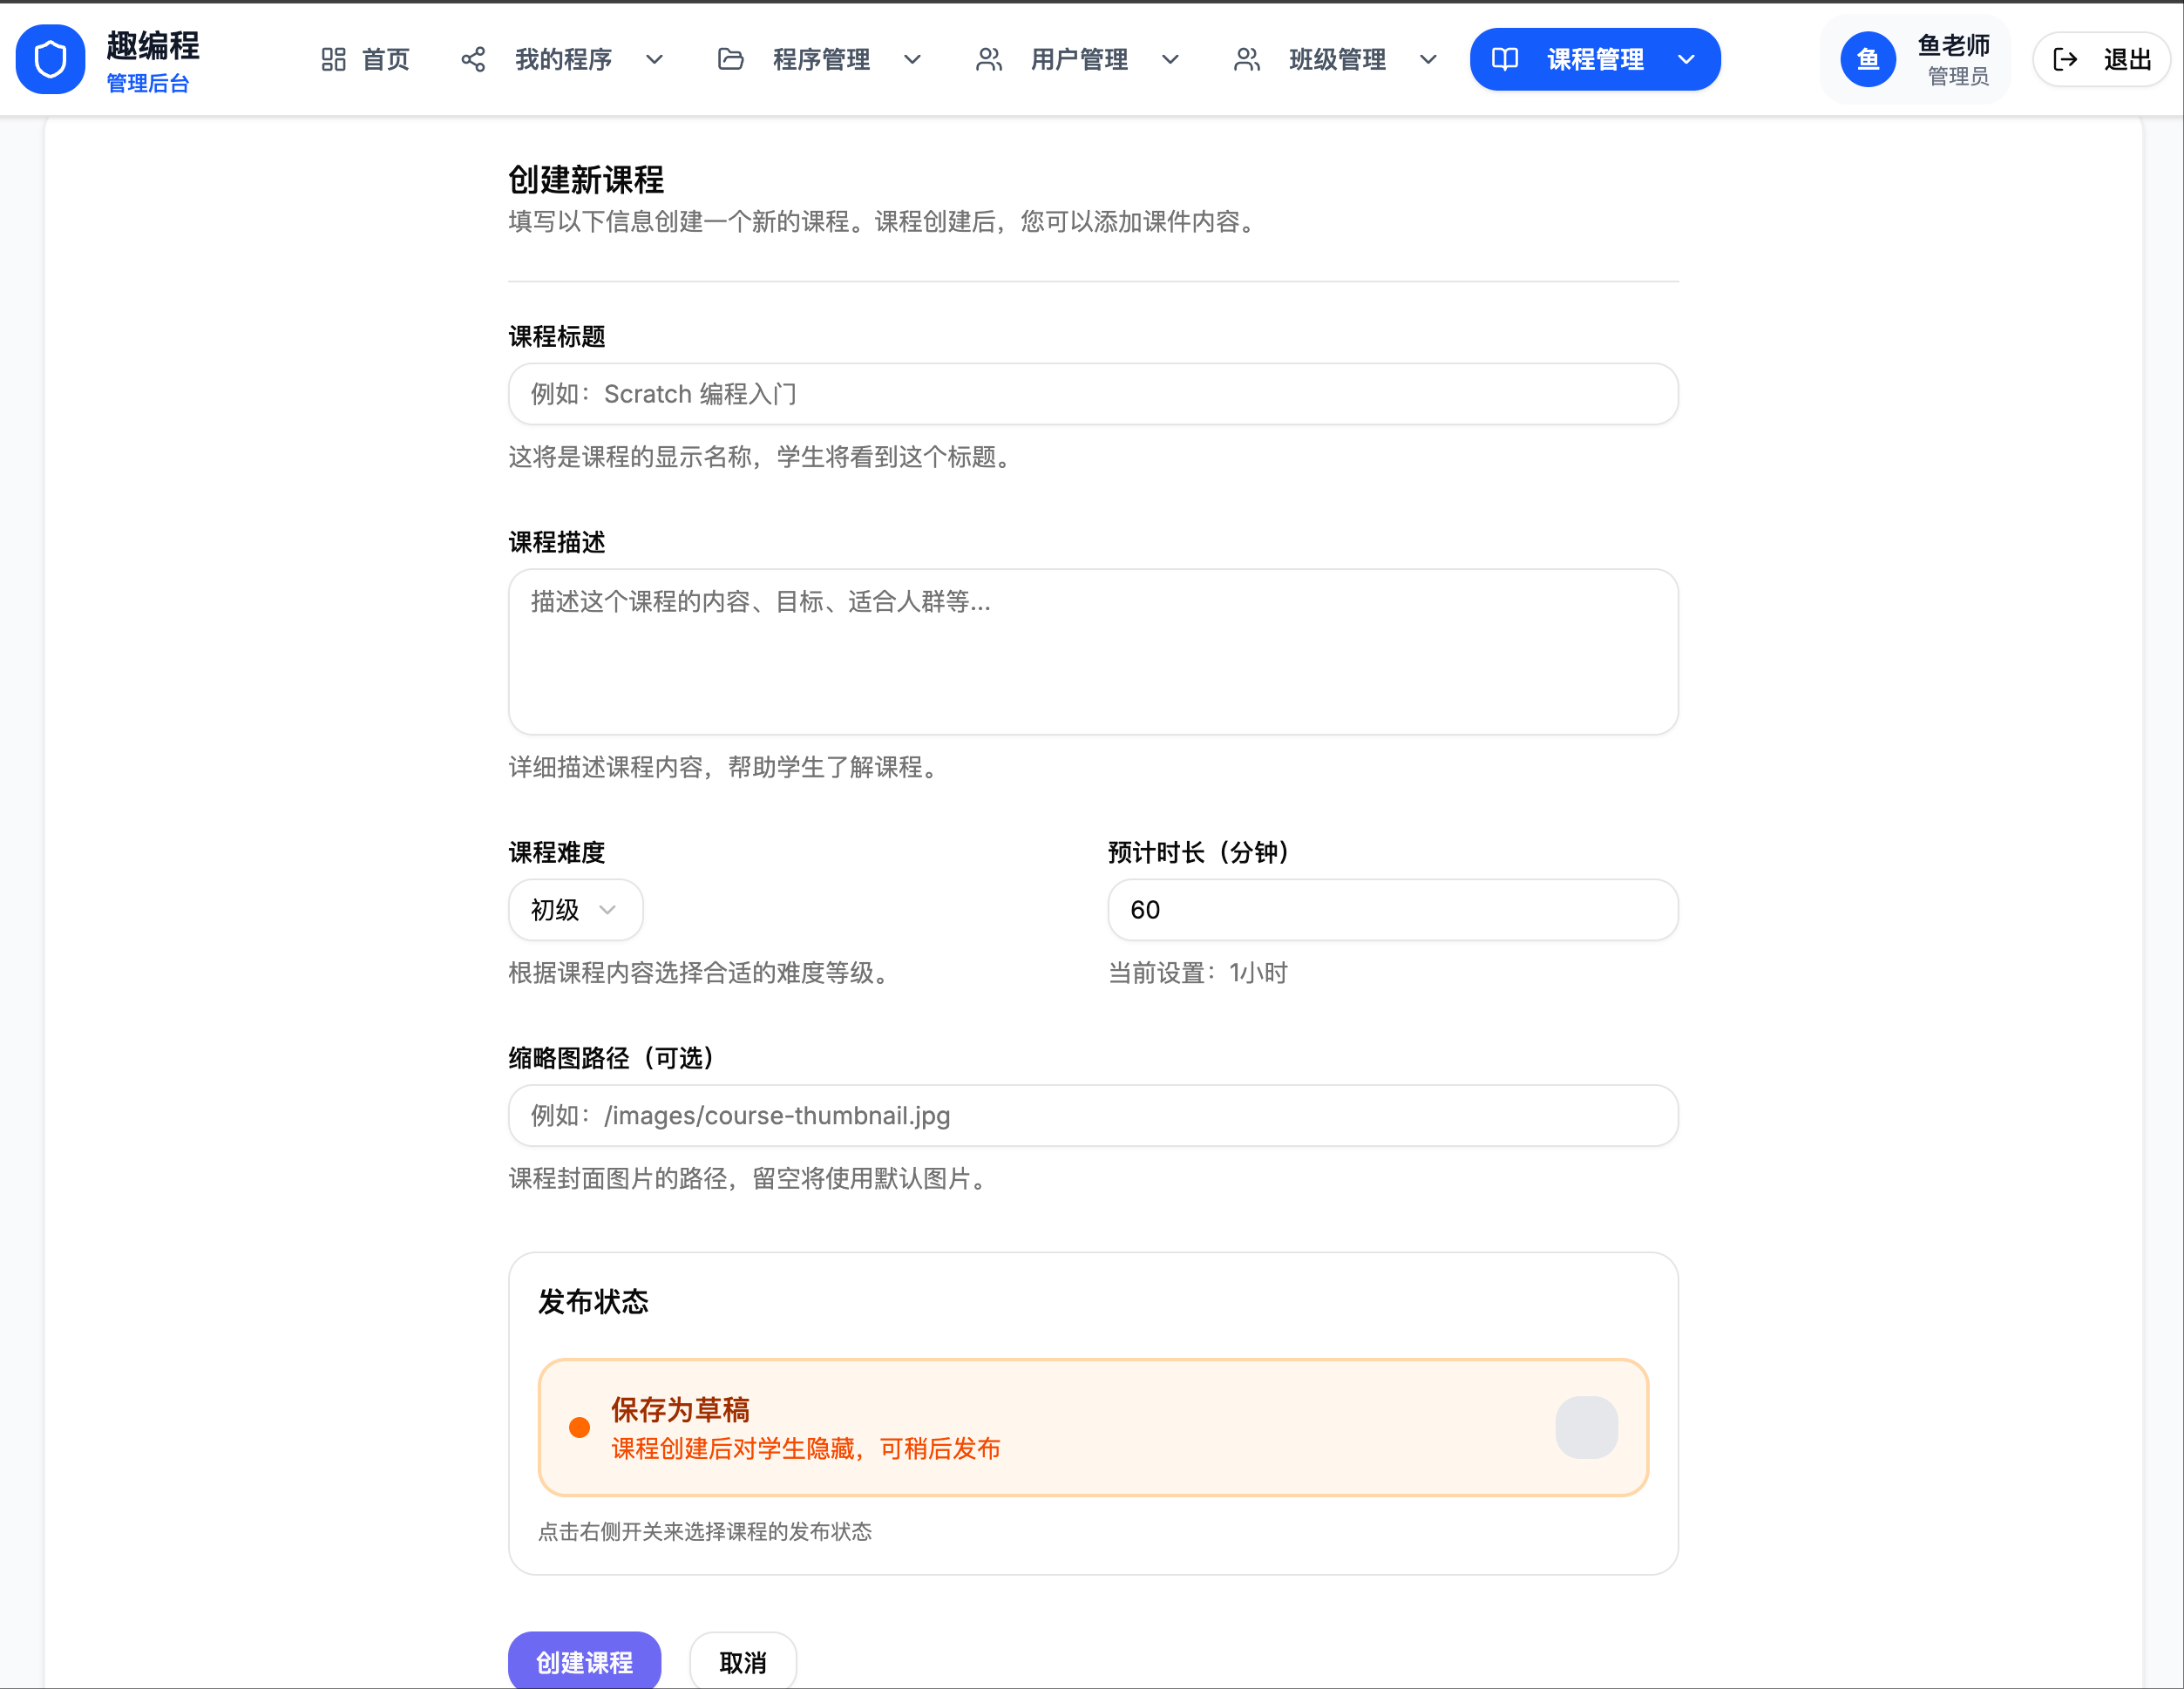 趣编程
管理后台
首页
我的程序
程序管理
用户管理
班级管理
课程管理
鱼
鱼老师
管理员
退出
创建新课程
填写以下信息创建一个新的课程。课程创建后，您可以添加课件内容。
课程标题
例如：Scratch 编程入门
这将是课程的显示名称，学生将看到这个标题。
课程描述
描述这个课程的内容、目标、适合人群等...
详细描述课程内容，帮助学生了解课程。
课程难度
初级
根据课程内容选择合适的难度等级。
预计时长（分钟）
60
当前设置：1小时
缩略图路径（可选）
例如：/images/course-thumbnail.jpg
课程封面图片的路径，留空将使用默认图片。
发布状态
保存为草稿
课程创建后对学生隐藏，可稍后发布
点击右侧开关来选择课程的发布状态
创建课程
取消